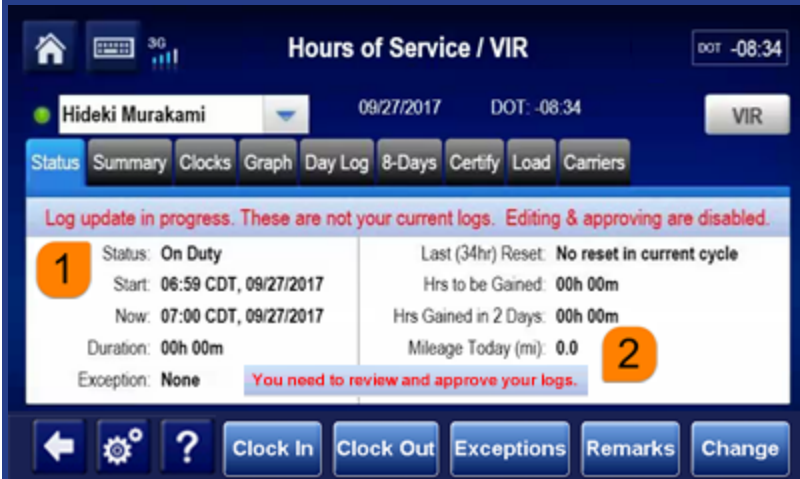 3G
Hours of Service / VIR
DOT -08:34
Hideki Murakami
09/27/2017
DOT: -08:34
VIR
Status Summary Clocks Graph Day Log 8-Days Certify Load Carriers
Log update in progress. These are not your current logs. Editing & approving are disabled.
1
Status: On Duty
Start: 06:59 CDT, 09/27/2017
Now: 07:00 CDT, 09/27/2017
Duration: 00h 00m
Exception: None
Last (34hr) Reset: No reset in current cycle
Hrs to be Gained: 00h 00m
Hrs Gained in 2 Days: 00h 00m
Mileage Today (mi): 0.0
2
You need to review and approve your logs.
? Clock In Clock Out Exceptions Remarks Change